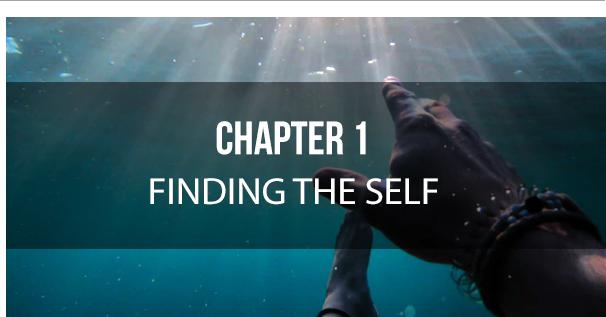 CHAPTER 1
FINDING THE SELF